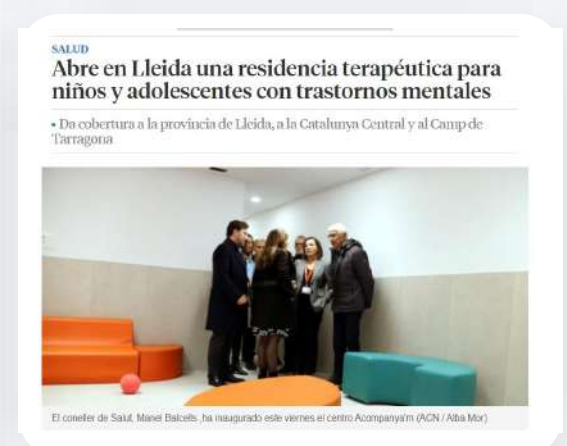 SALUD
Abre en Lleida una residencia terapéutica para
niños y adolescentes con trastornos mentales
▪ Da cobertura a la provincia de Lleida, a la Catalunya Central y al Camp de
Tarragona
El coneller de Salut, Manel Balcells ,ha inaugurado este viernes el centro Acompanya'm (ACN / Alba Mor)